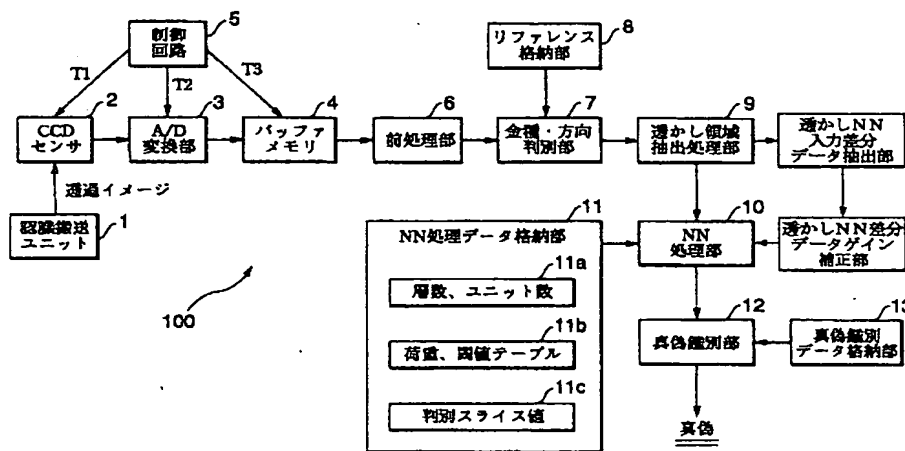 5
制御
回路
T1
T2
T3
2
CCD
センサ
3
A/D
変換部
4
バッファ
メモリ
6
前処理部
リファレンス
格納部
8
7
金種・方向
判別部
9
透かし領域
抽出処理部
透かしNN
入力差分
データ抽出部
透過イメージ
1
認識搬送
ユニット
11
NN処理データ格納部
11a
層数、ユニット数
11b
荷重、閾値テーブル
11c
判別スライス値
10
NN
処理部
透かしNN差分
データゲイン
補正部
12
真偽鑑別部
13
真偽鑑別
データ格納部
真偽
100